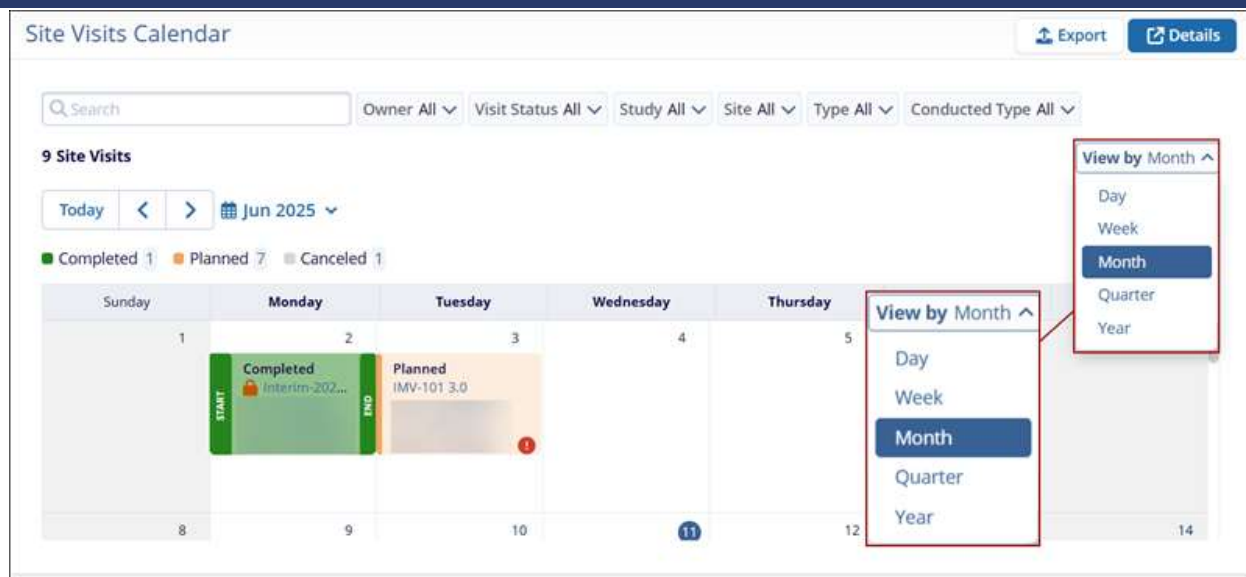 Site Visits Calendar
Export
Details
Search
Owner All
Visit Status All
Study All
Site All
Type All
Conducted Type All
9 Site Visits
View by Month
Today
Jun 2025
Day
Week
Month
Quarter
Year
Completed 1
Planned 7
Canceled 1
Sunday
Monday
Tuesday
Wednesday
Thursday
1
2
3
4
5
START
Completed
Interim-202...
END
Planned
IMV-101 3.0
!
View by Month
Day
Week
Month
Quarter
Year
8
9
10
11
12
14